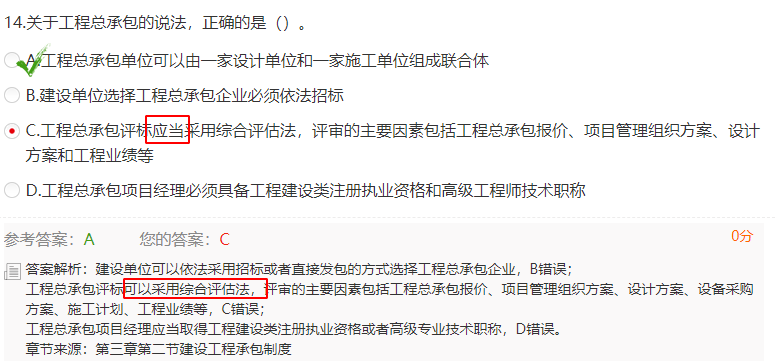 14.关于工程总承包的说法，正确的是（）。
A.工程总承包单位可以由一家设计单位和一家施工单位组成联合体
B.建设单位选择工程总承包企业必须依法招标
C.工程总承包评标应当采用综合评估法，评审的主要因素包括工程总承包报价、项目管理组织方案、设计
方案和工程业绩等
D.工程总承包项目经理必须具备工程建设类注册执业资格和高级工程师技术职称
参考答案：A 您的答案：C 0分
答案解析：建设单位可以依法采用招标或者直接发包的方式选择工程总承包企业，B错误；
工程总承包评标可以采用综合评估法，评审的主要因素包括工程总承包报价、项目管理组织方案、设计方案、设备采购
方案、施工计划、工程业绩等，C错误；
工程总承包项目经理应当取得工程建设类注册执业资格或者高级专业技术职称，D错误。
章节来源：第三章第二节建设工程承包制度